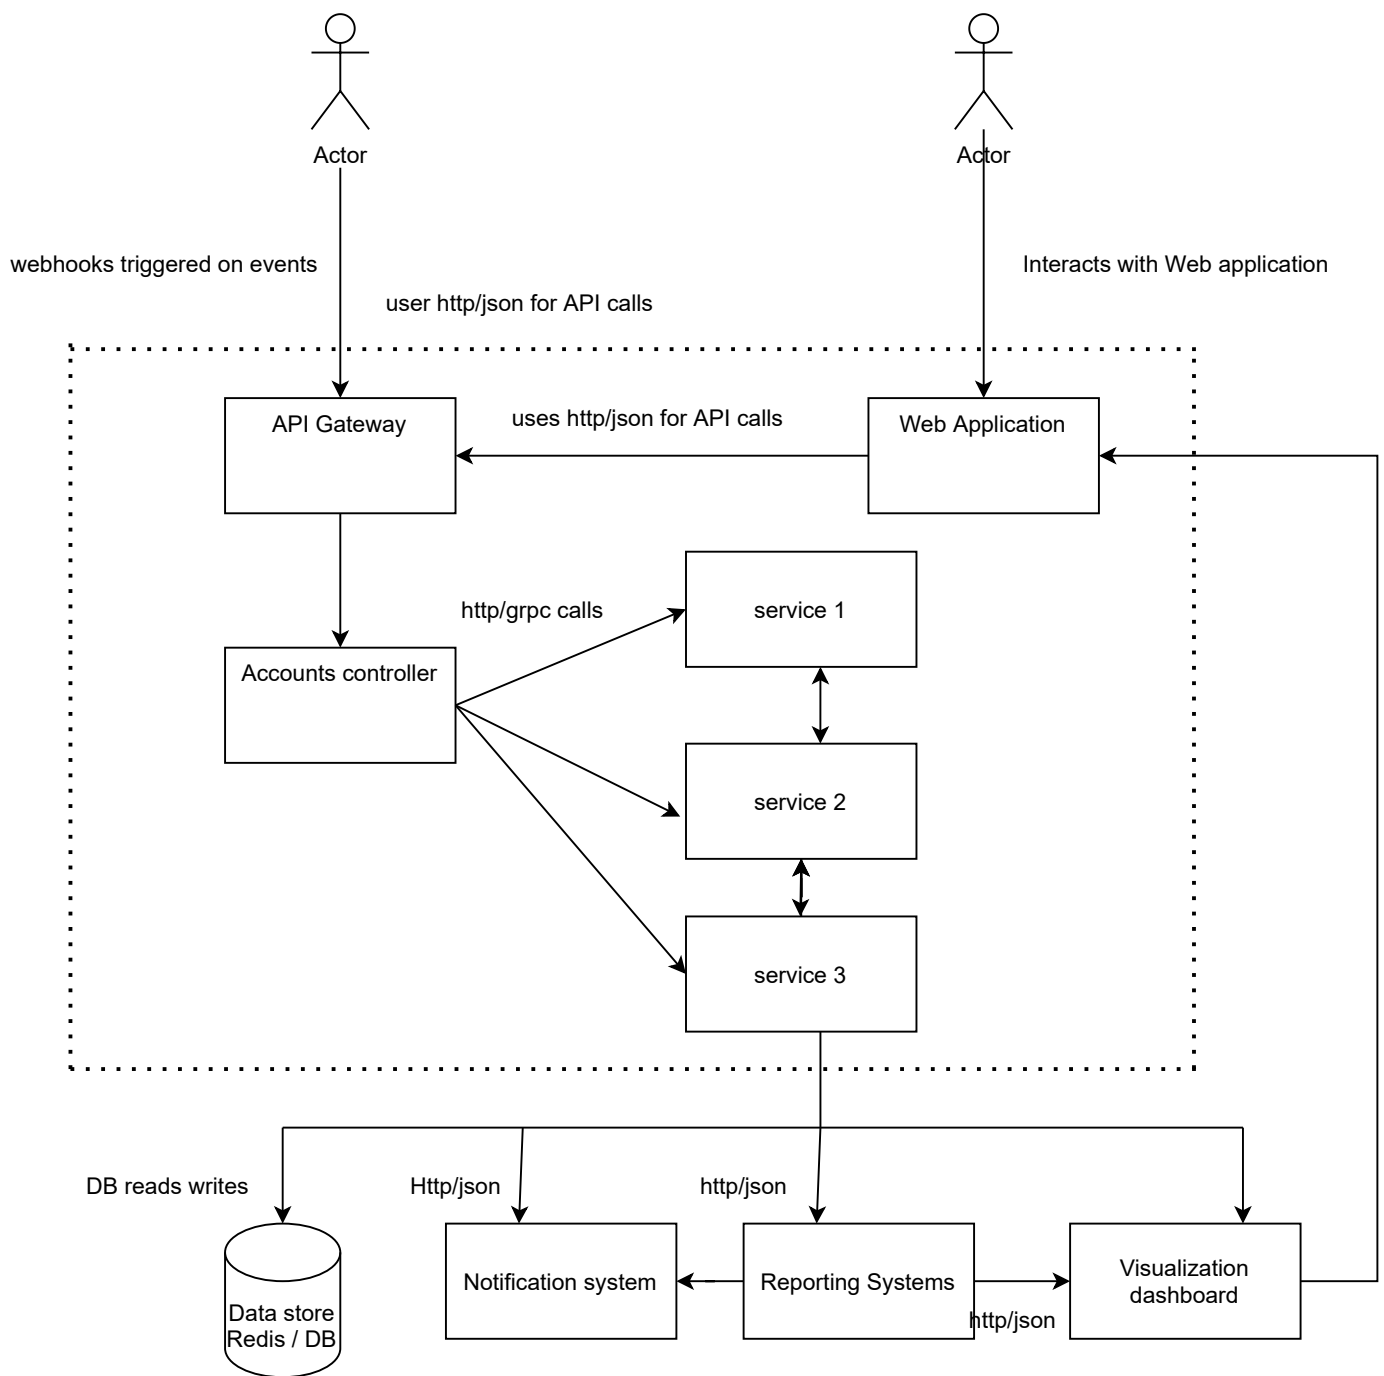 Actor
Actor
webhooks triggered on events
Interacts with Web application
user http/json for API calls
API Gateway
uses http/json for API calls
Web Application
http/grpc calls
service 1
Accounts controller
service 2
service 3
DB reads writes
Http/json
http/json
Data store
Redis / DB
Notification system
Reporting Systems
http/json
Visualization
dashboard